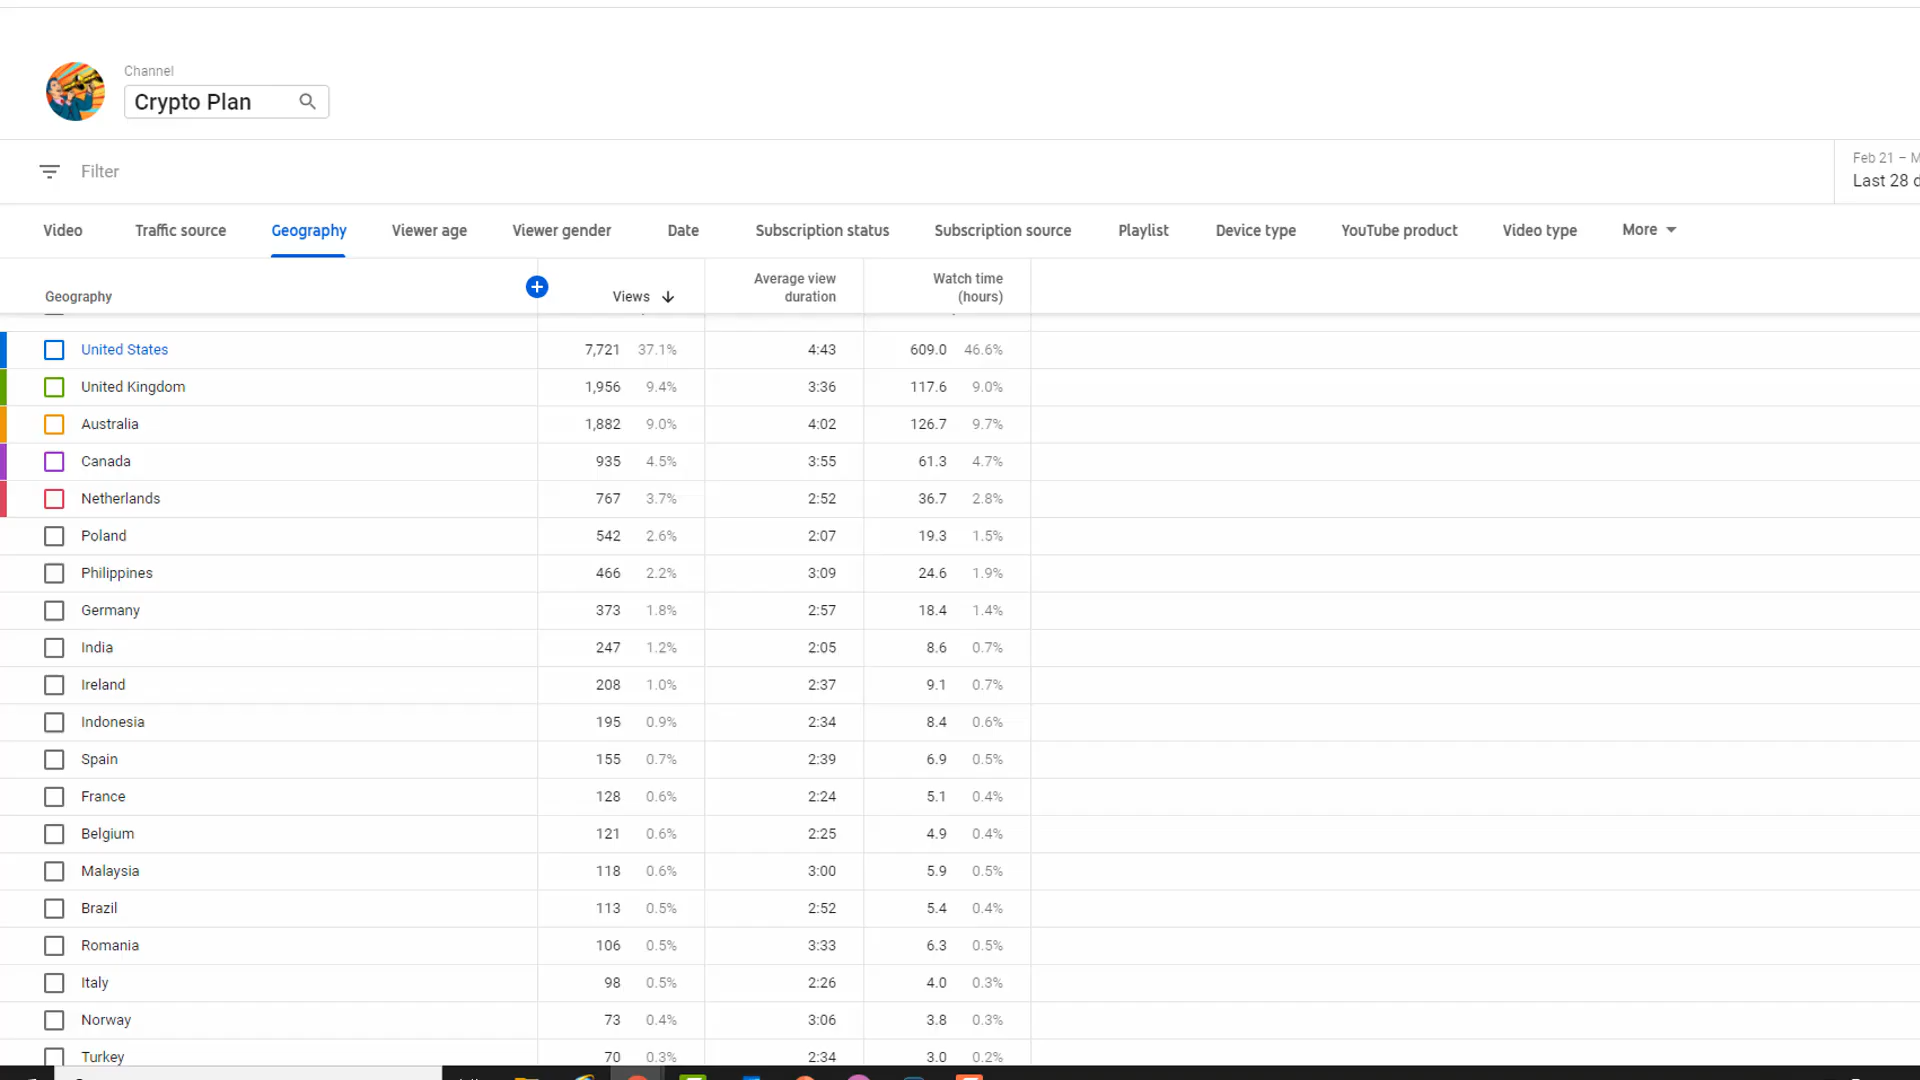 Channel
Crypto Plan
Filter
Feb 21 –
Last 28
Video Traffic source Geography Viewer age Viewer gender Date Subscription status Subscription source Playlist Device type YouTube product Video type More
Geography Views Average view duration Watch time (hours)
United States 7,721 37.1% 4:43 609.0 46.6%
United Kingdom 1,956 9.4% 3:36 117.6 9.0%
Australia 1,882 9.0% 4:02 126.7 9.7%
Canada 935 4.5% 3:55 61.3 4.7%
Netherlands 767 3.7% 2:52 36.7 2.8%
Poland 542 2.6% 2:07 19.3 1.5%
Philippines 466 2.2% 3:09 24.6 1.9%
Germany 373 1.8% 2:57 18.4 1.4%
India 247 1.2% 2:05 8.6 0.7%
Ireland 208 1.0% 2:37 9.1 0.7%
Indonesia 195 0.9% 2:34 8.4 0.6%
Spain 155 0.7% 2:39 6.9 0.5%
France 128 0.6% 2:24 5.1 0.4%
Belgium 121 0.6% 2:25 4.9 0.4%
Malaysia 118 0.6% 3:00 5.9 0.5%
Brazil 113 0.5% 2:52 5.4 0.4%
Romania 106 0.5% 3:33 6.3 0.5%
Italy 98 0.5% 2:26 4.0 0.3%
Norway 73 0.4% 3:06 3.8 0.3%
Turkey 70 0.3% 2:34 3.0 0.2%